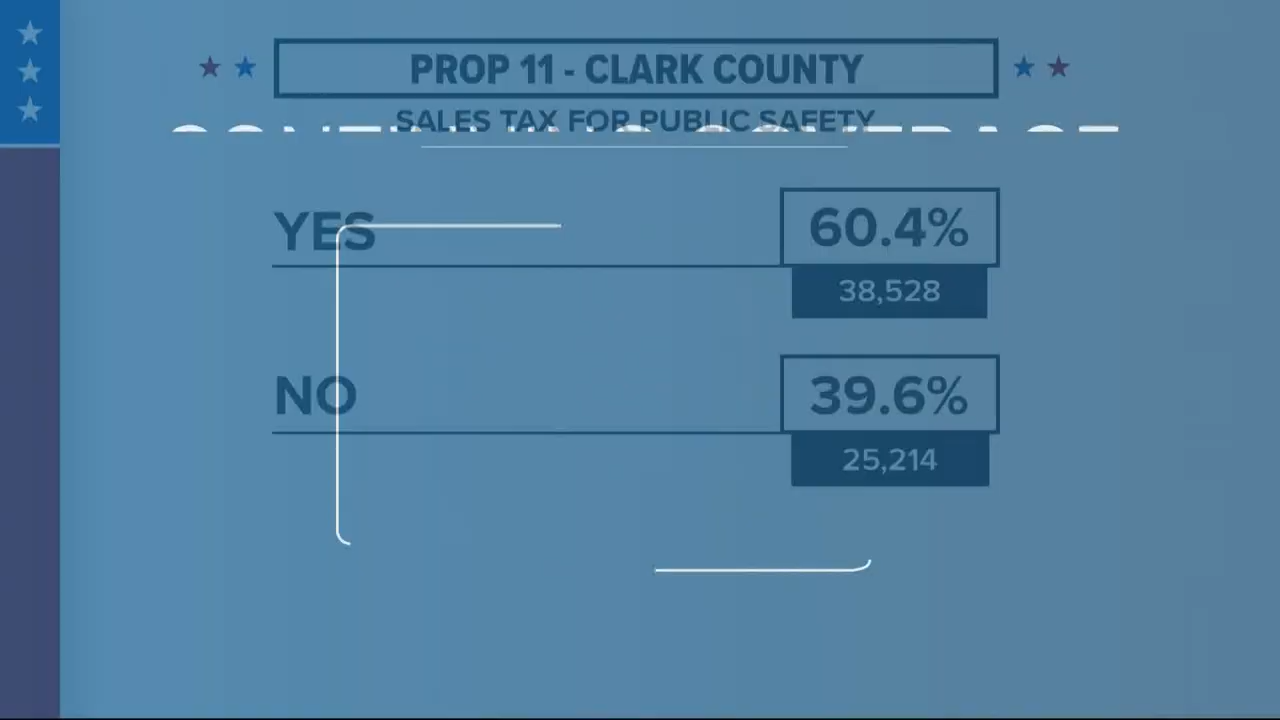 PROP 11 - CLARK COUNTY
SALES TAX FOR PUBLIC SAFETY
YES
60.4%
38,528
NO
39.6%
25,214